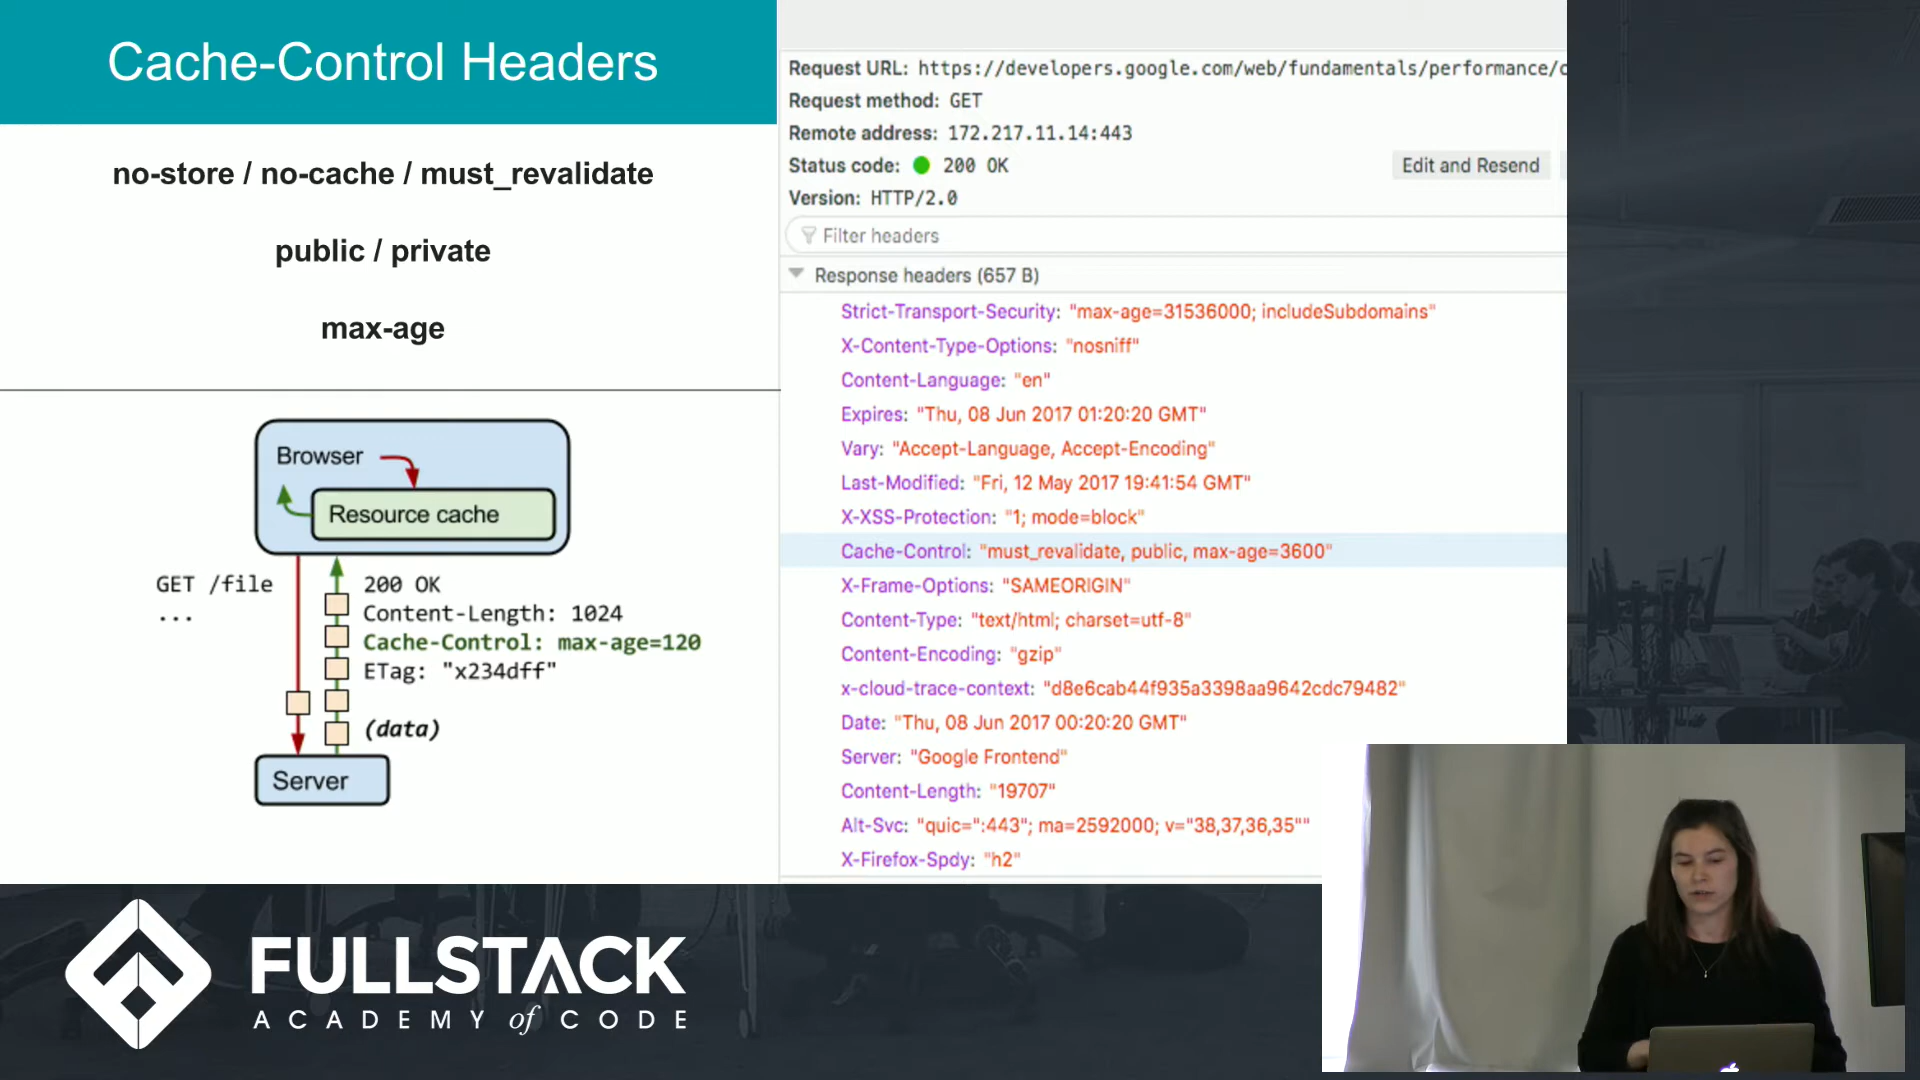 Cache-Control Headers
no-store / no-cache / must_revalidate
public / private
max-age
Browser
Resource cache
GET /file
...
200 OK
Content-Length: 1024
Cache-Control: max-age=120
ETag: "x234dff"
(data)
Server
Request URL: https://developers.google.com/web/fundamentals/performance/
Request method: GET
Remote address: 172.217.11.14:443
Status code: 200 OK
Edit and Resend
Version: HTTP/2.0
Filter headers
Response headers (657 B)
Strict-Transport-Security: "max-age=31536000; includeSubdomains"
X-Content-Type-Options: "nosniff"
Content-Language: "en"
Expires: "Thu, 08 Jun 2017 01:20:20 GMT"
Vary: "Accept-Language, Accept-Encoding"
Last-Modified: "Fri, 12 May 2017 19:41:54 GMT"
X-XSS-Protection: "1; mode=block"
Cache-Control: "must_revalidate, public, max-age=3600"
X-Frame-Options: "SAMEORIGIN"
Content-Type: "text/html; charset=utf-8"
Content-Encoding: "gzip"
x-cloud-trace-context: "d8e6cab44f935a3398aa9642cdc79482"
Date: "Thu, 08 Jun 2017 00:20:20 GMT"
Server: "Google Frontend"
Content-Length: "19707"
Alt-Svc: "quic=":443"; ma=2592000; v="38,37,36,35""
X-Firefox-Spdy: "h2"
FULLSTACK
ACADEMY of CODE